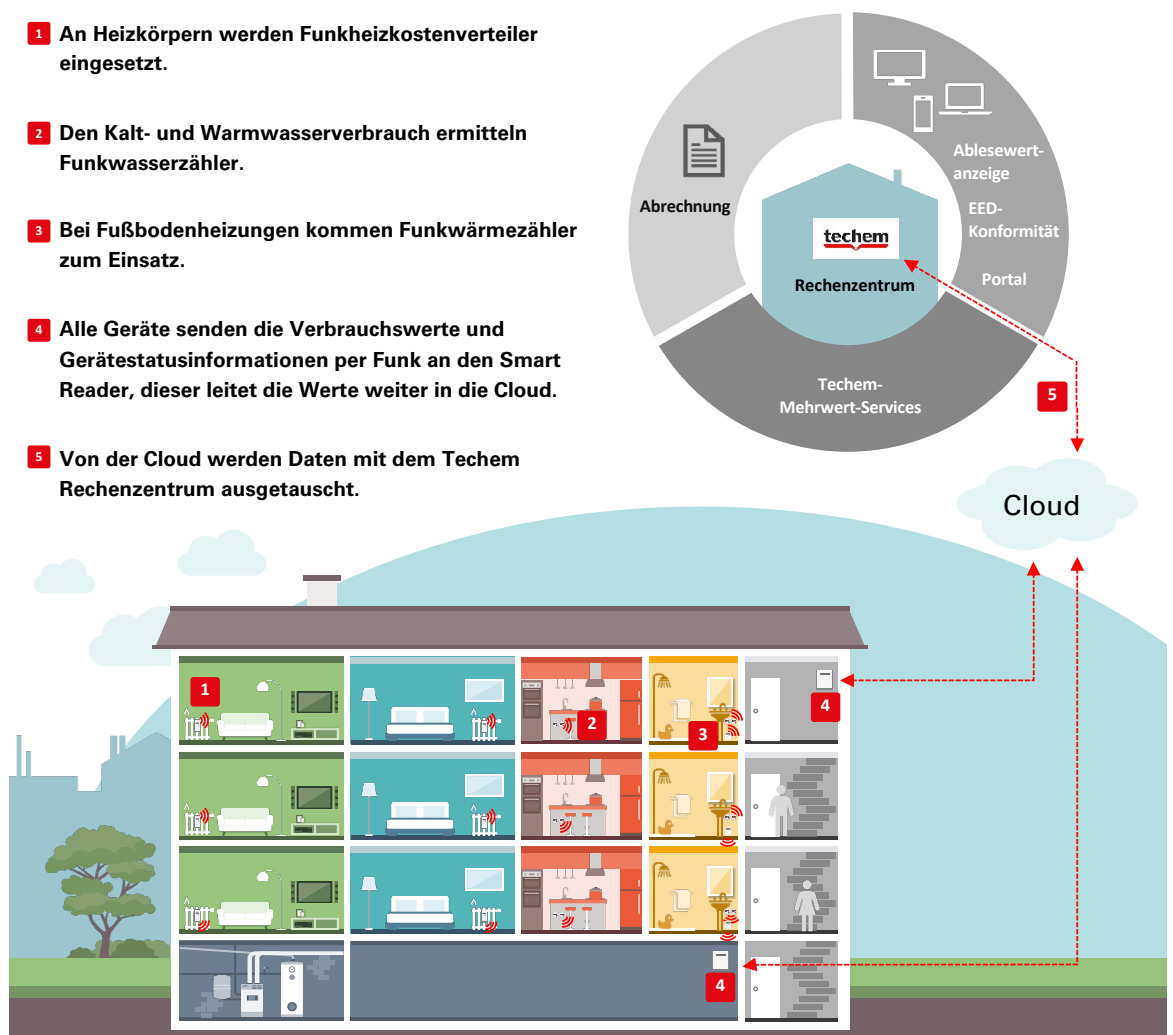 1 An Heizkörpern werden Funkheizkostenverteiler
eingesetzt.
2 Den Kalt- und Warmwasserverbrauch ermitteln
Funkwasserzähler.
3 Bei Fußbodenheizungen kommen Funkwärmezähler
zum Einsatz.
4 Alle Geräte senden die Verbrauchswerte und
Gerätestatusinformationen per Funk an den Smart
Reader, dieser leitet die Werte weiter in die Cloud.
5 Von der Cloud werden Daten mit dem Techem
Rechenzentrum ausgetauscht.
Abrechnung
Ablesewert-
anzeige
EED-
Konformität
Portal
techem
Rechenzentrum
Techem-
Mehrwert-Services
5
Cloud
1
2
3
4
4